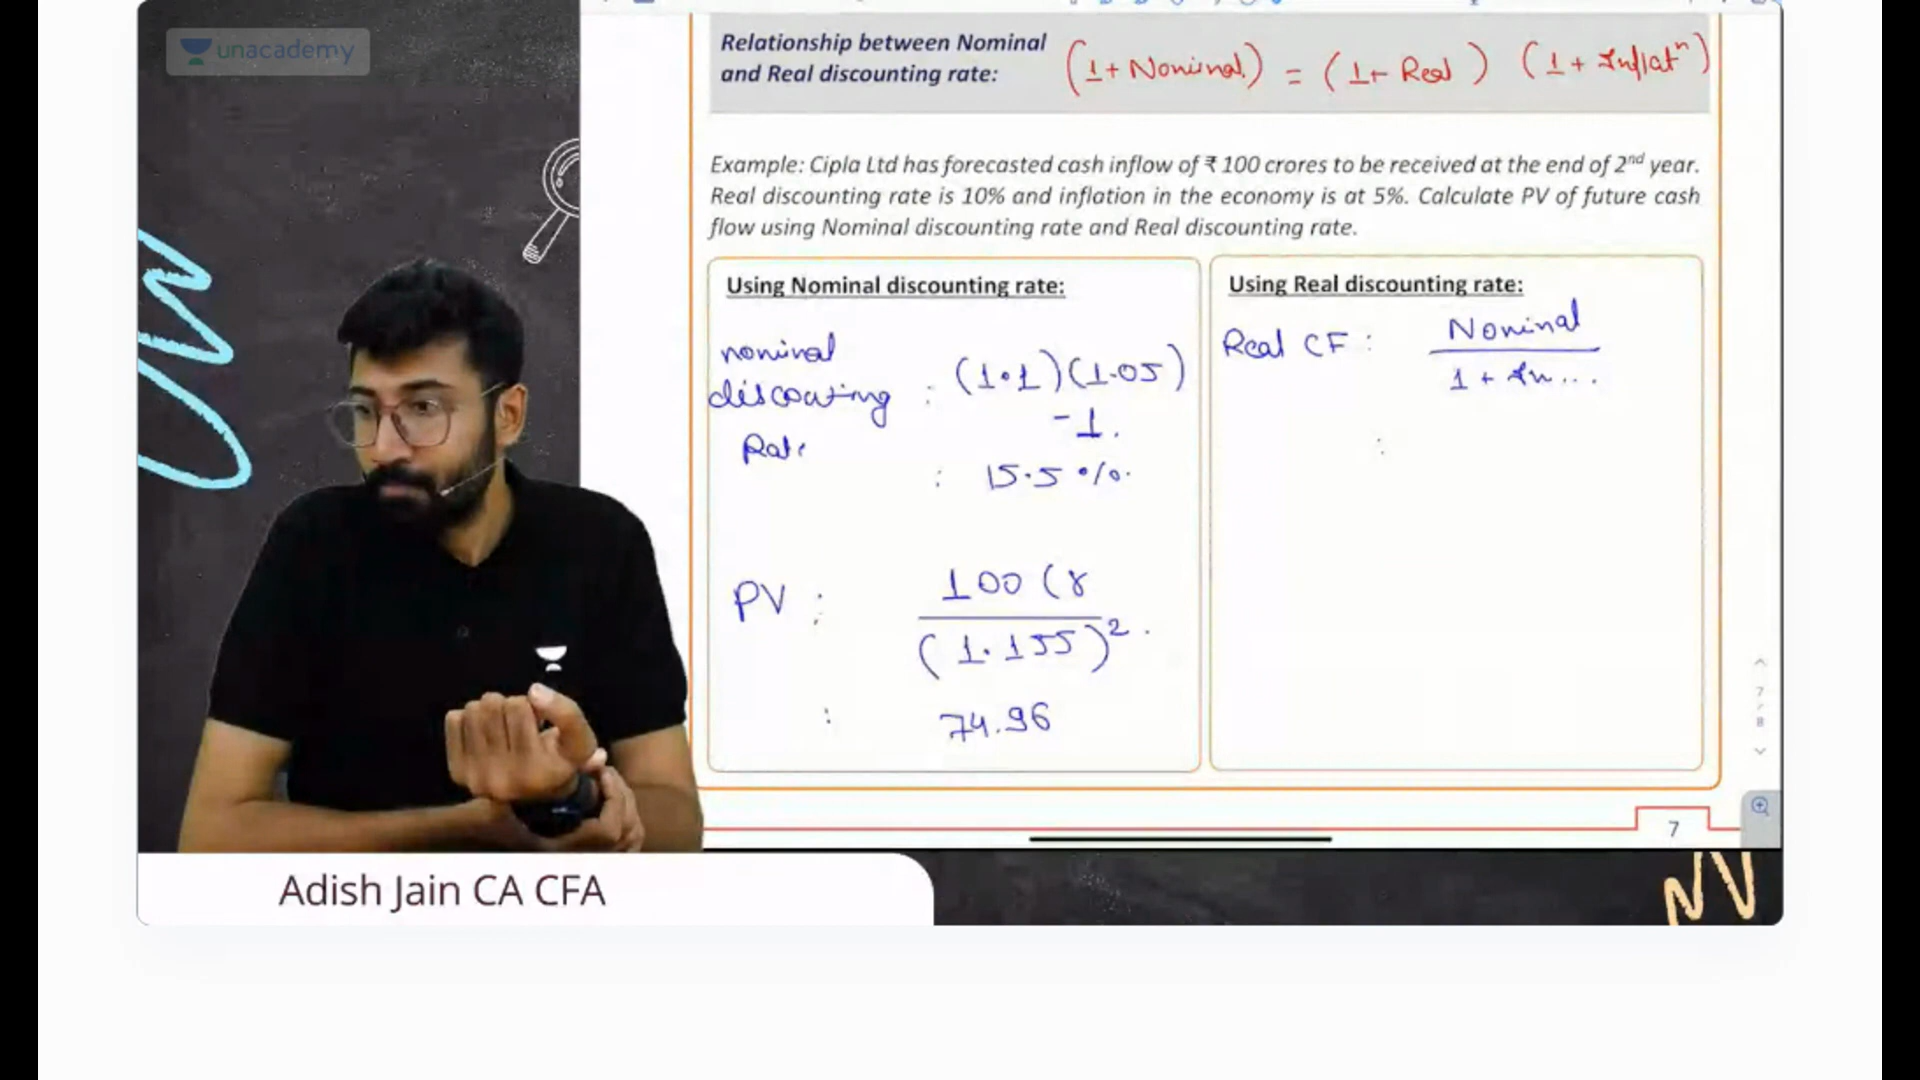 unacademy
Relationship between Nominal
and Real discounting rate:
(1+ Nominal) = (1+ Real) (1 + Inflatⁿ)
Example: Cipla Ltd has forecasted cash inflow of ₹ 100 crores to be received at the end of 2nd year.
Real discounting rate is 10% and inflation in the economy is at 5%. Calculate PV of future cash
flow using Nominal discounting rate and Real discounting rate.
Using Nominal discounting rate:
nominal
discounting : (1.1)(1.05)
-1.
Rate
: 15.5 %.
PV : 100 Cr
(1.155)²
: 74.96
Using Real discounting rate:
Real CF : Nominal
1 + In...
:
7
/
8
7
Adish Jain CA CFA